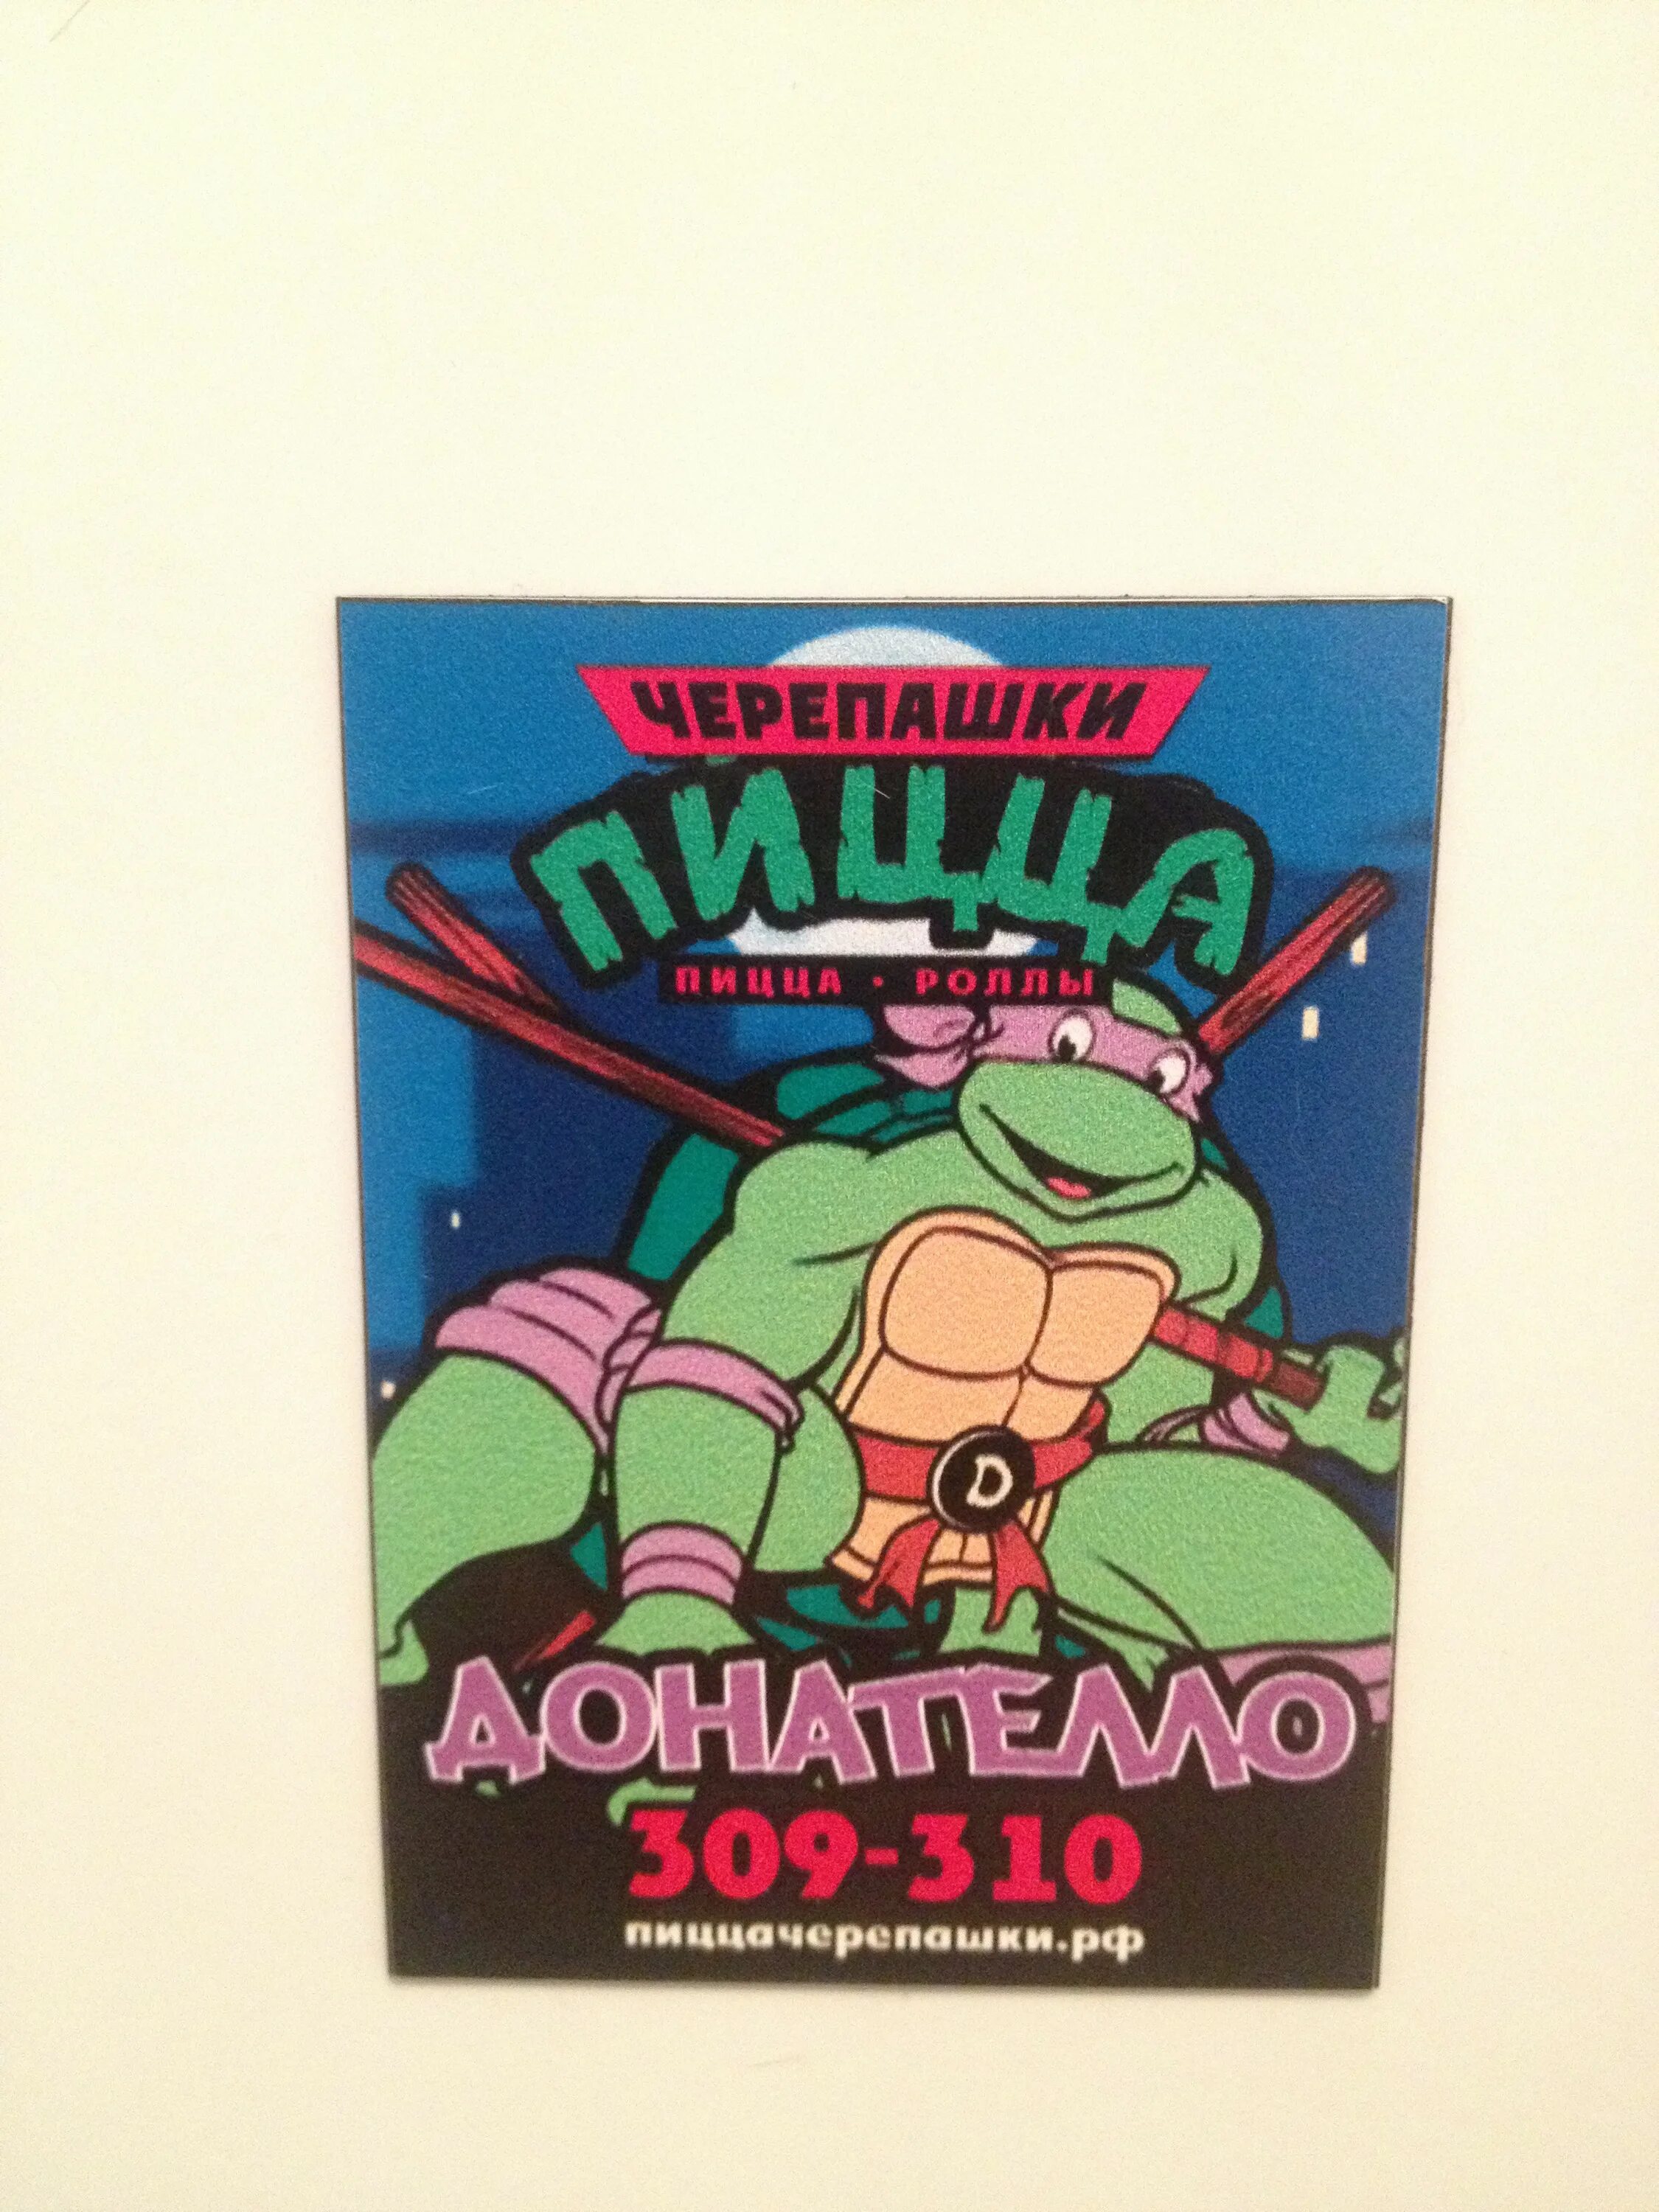 ЧЕРЕПАШКИ
ПИЦЦА
ПИЦЦА • РОЛЛЫ
D
ДОНАТЕЛЛО
309-310
пиццачерепашки.рф